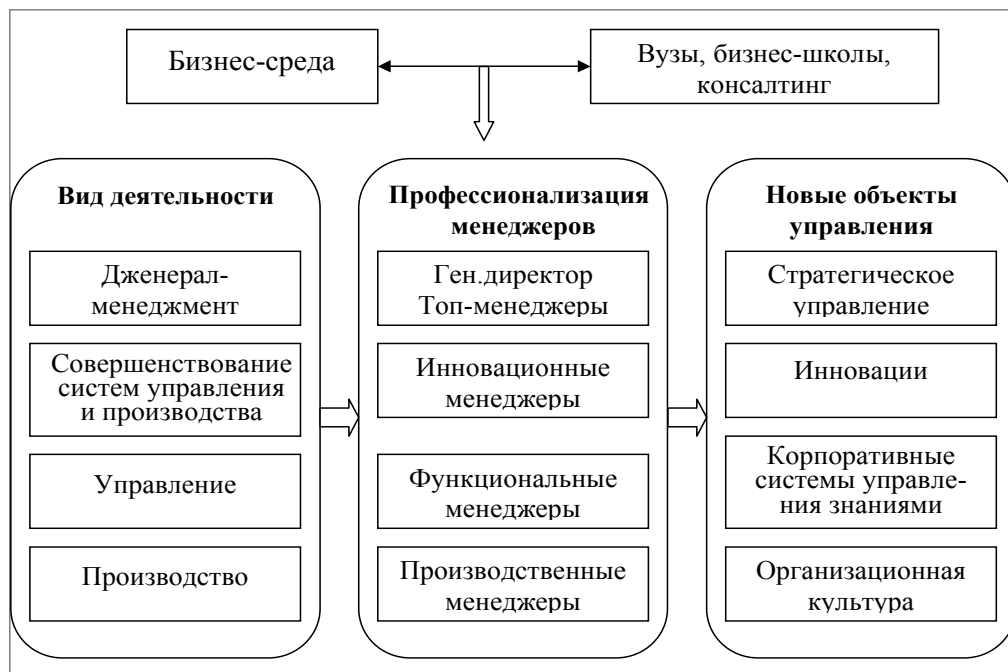 Бизнес-среда
Вузы, бизнес-школы,
консалтинг
Вид деятельности
Дженерал-
менеджмент
Совершенствование
систем управления
и производства
Управление
Производство
Профессионализация
менеджеров
Ген.директор
Топ-менеджеры
Инновационные
менеджеры
Функциональные
менеджеры
Производственные
менеджеры
Новые объекты
управления
Стратегическое
управление
Инновации
Корпоративные
системы управле-
ния знаниями
Организационная
культура